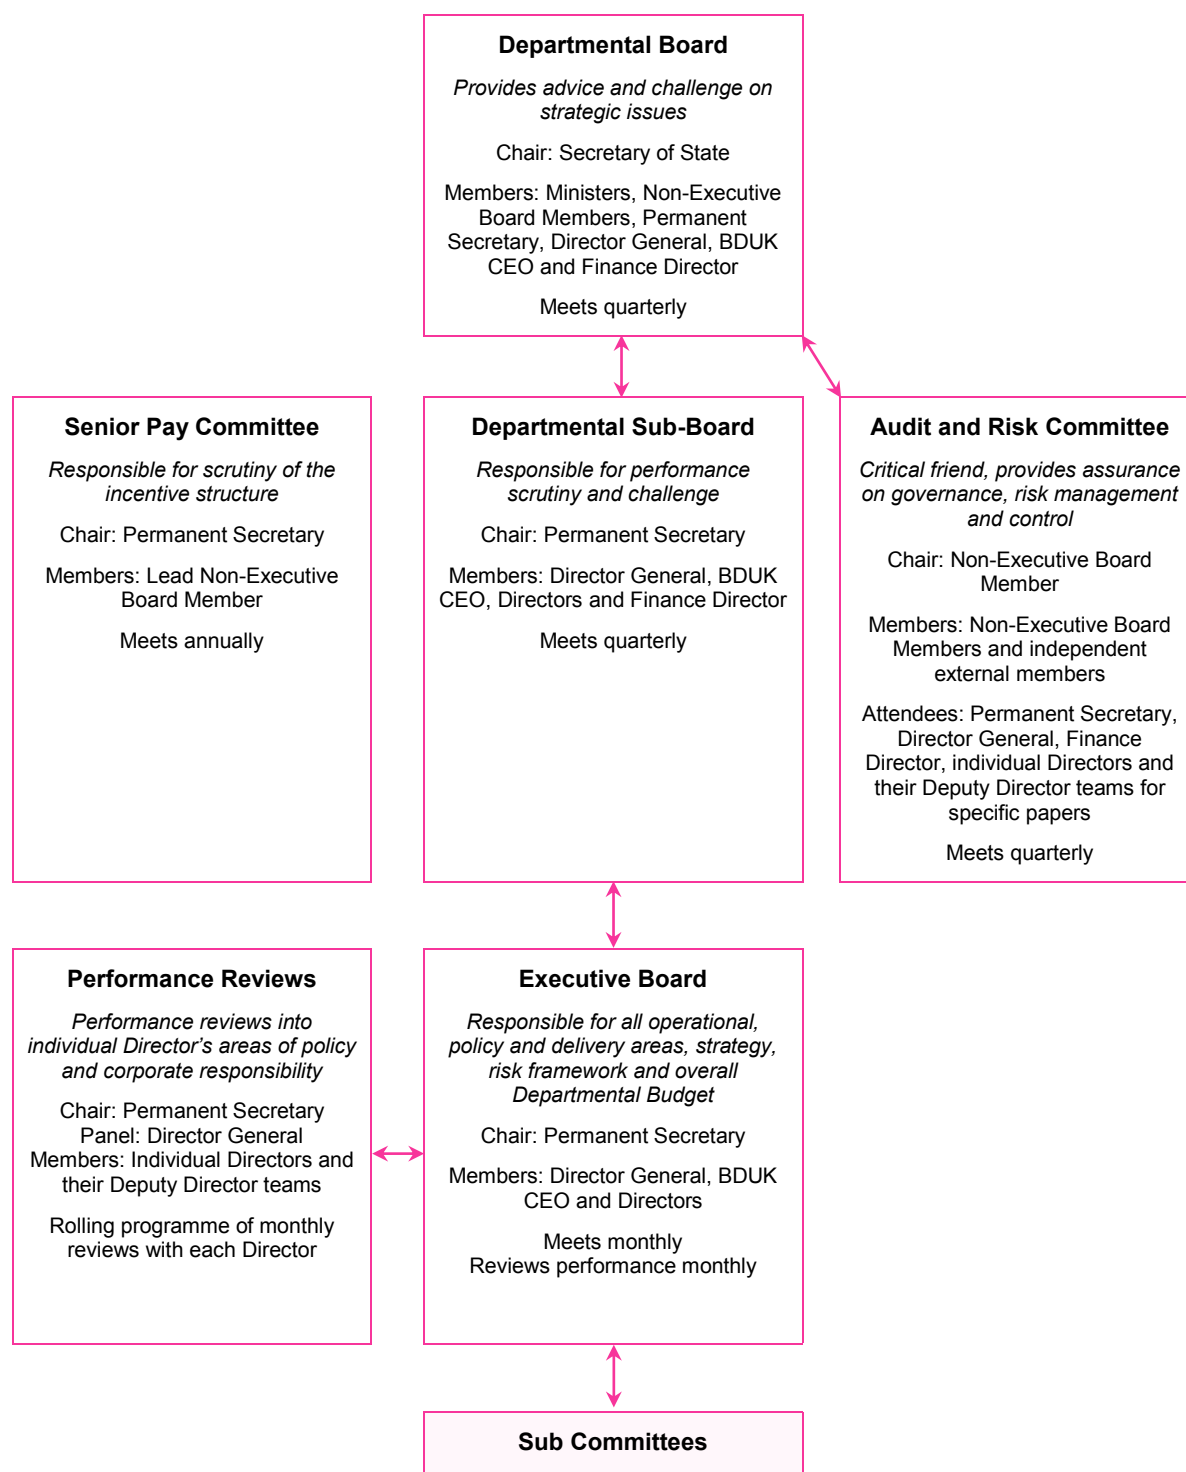 Departmental Board
Provides advice and challenge on
strategic issues
Chair: Secretary of State
Members: Ministers, Non-Executive
Board Members, Permanent
Secretary, Director General, BDUK
CEO and Finance Director
Meets quarterly
Senior Pay Committee
Responsible for scrutiny of the
incentive structure
Chair: Permanent Secretary
Members: Lead Non-Executive
Board Member
Meets annually
Departmental Sub-Board
Responsible for performance
scrutiny and challenge
Chair: Permanent Secretary
Members: Director General, BDUK
CEO, Directors and Finance Director
Meets quarterly
Audit and Risk Committee
Critical friend, provides assurance
on governance, risk management
and control
Chair: Non-Executive Board
Member
Members: Non-Executive Board
Members and independent
external members
Attendees: Permanent Secretary,
Director General, Finance
Director, individual Directors and
their Deputy Director teams for
specific papers
Meets quarterly
Performance Reviews
Performance reviews into
individual Director’s areas of policy
and corporate responsibility
Chair: Permanent Secretary
Panel: Director General
Members: Individual Directors and
their Deputy Director teams
Rolling programme of monthly
reviews with each Director
Executive Board
Responsible for all operational,
policy and delivery areas, strategy,
risk framework and overall
Departmental Budget
Chair: Permanent Secretary
Members: Director General, BDUK
CEO and Directors
Meets monthly
Reviews performance monthly
Sub Committees